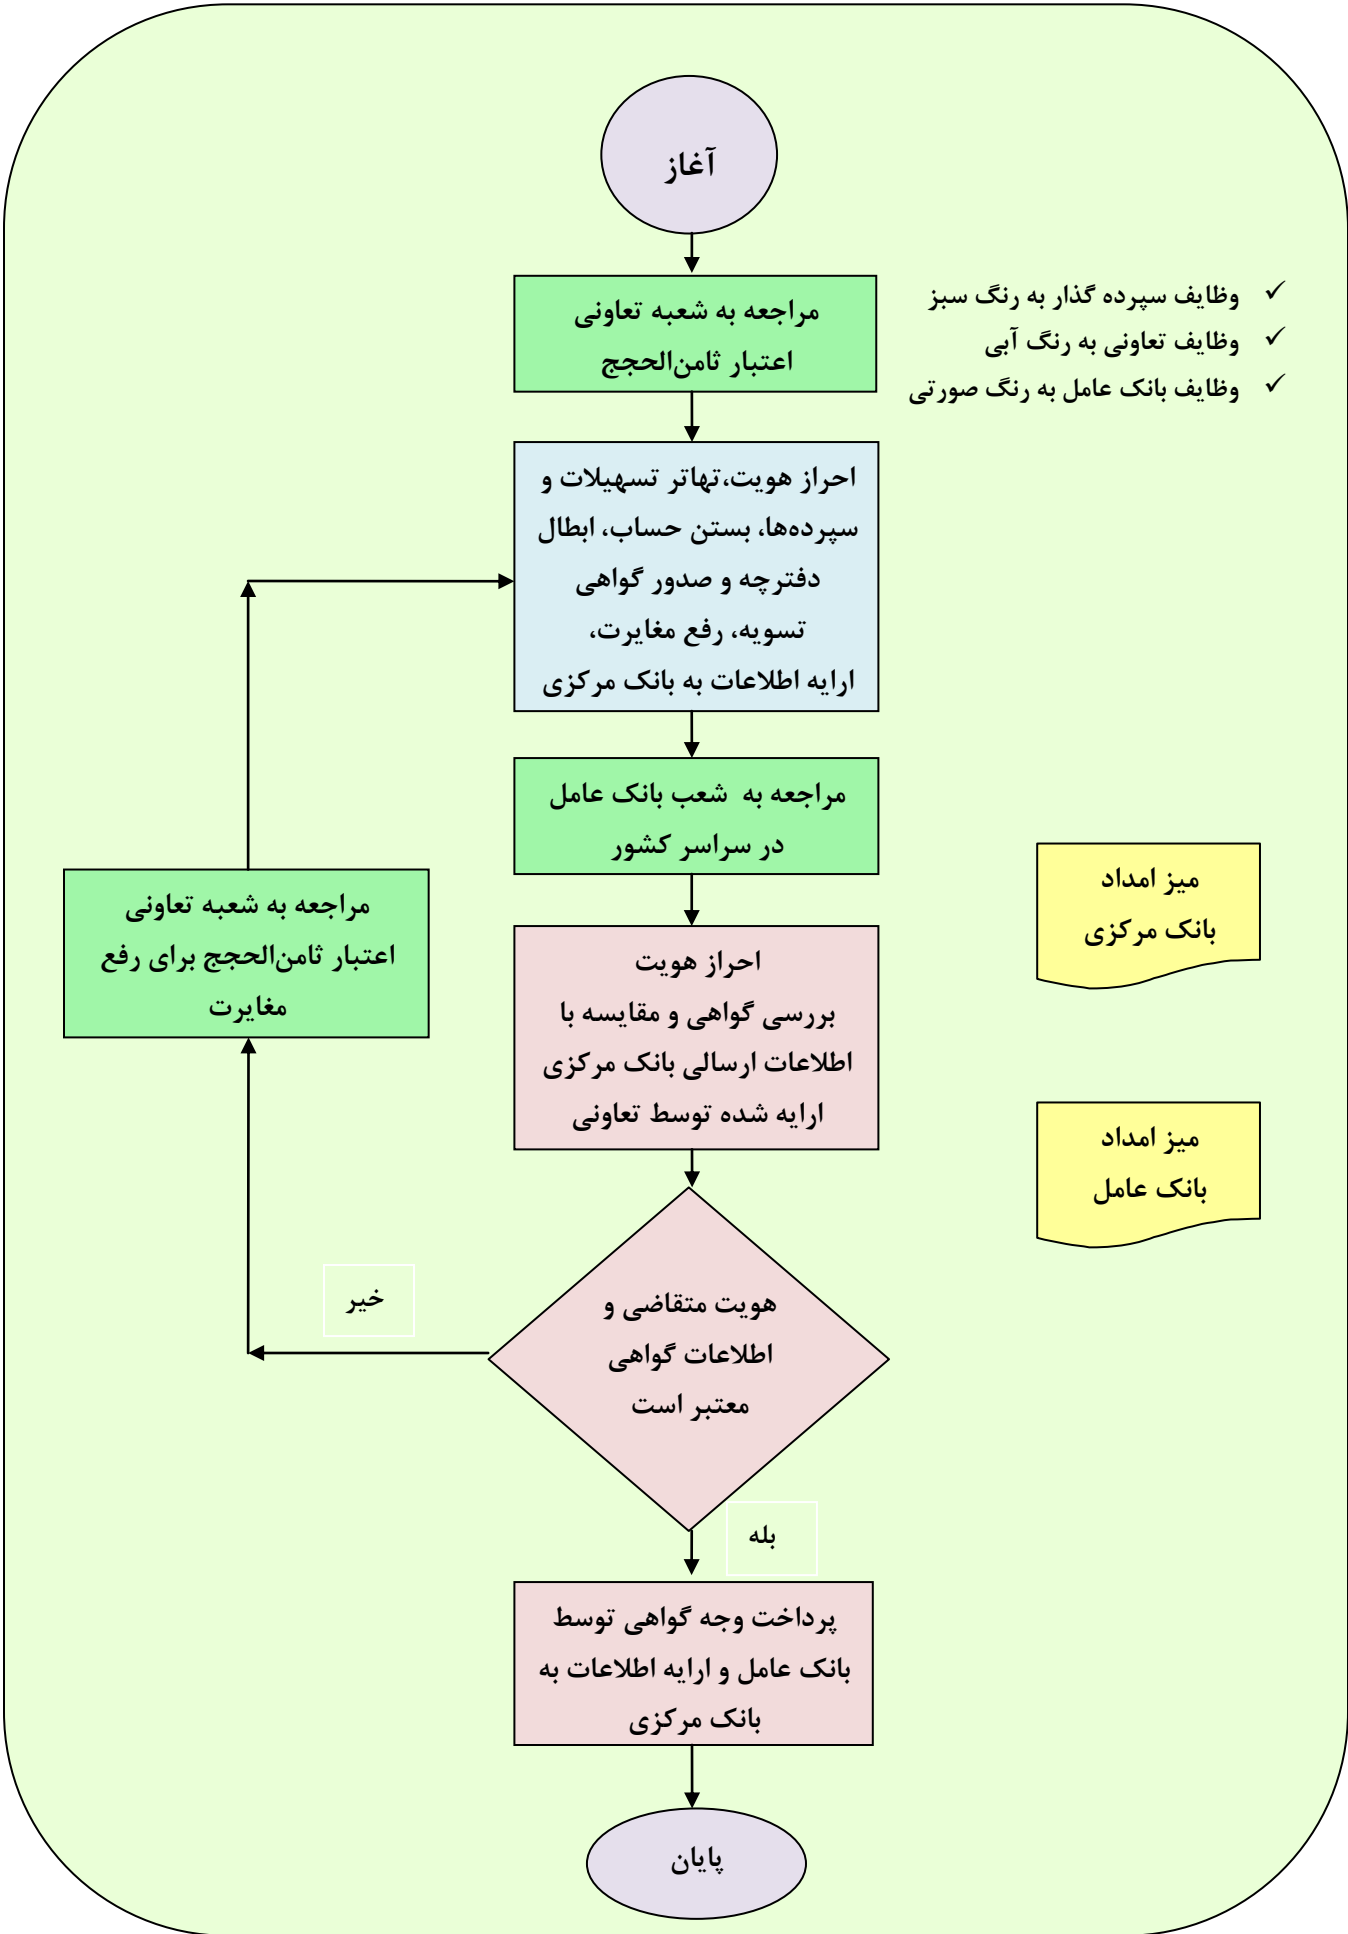 آغاز
مراجعه به شعبه تعاونی
اعتبار ثامن‌الحجج
✓ وظایف سپرده گذار به رنگ سبز
✓ وظایف تعاونی به رنگ آبی
✓ وظایف بانک عامل به رنگ صورتی
احراز هویت،تهاتر تسهیلات و
سپرده‌ها، بستن حساب، ابطال
دفترچه و صدور گواهی
تسویه، رفع مغایرت،
ارایه اطلاعات به بانک مرکزی
مراجعه به شعب بانک عامل
در سراسر کشور
میز امداد
بانک مرکزی
مراجعه به شعبه تعاونی
اعتبار ثامن‌الحجج برای رفع
مغایرت
احراز هویت
بررسی گواهی و مقایسه با
اطلاعات ارسالی بانک مرکزی
ارایه شده توسط تعاونی
میز امداد
بانک عامل
خیر
هویت متقاضی و
اطلاعات گواهی
معتبر است
بله
پرداخت وجه گواهی توسط
بانک عامل و ارایه اطلاعات به
بانک مرکزی
پایان